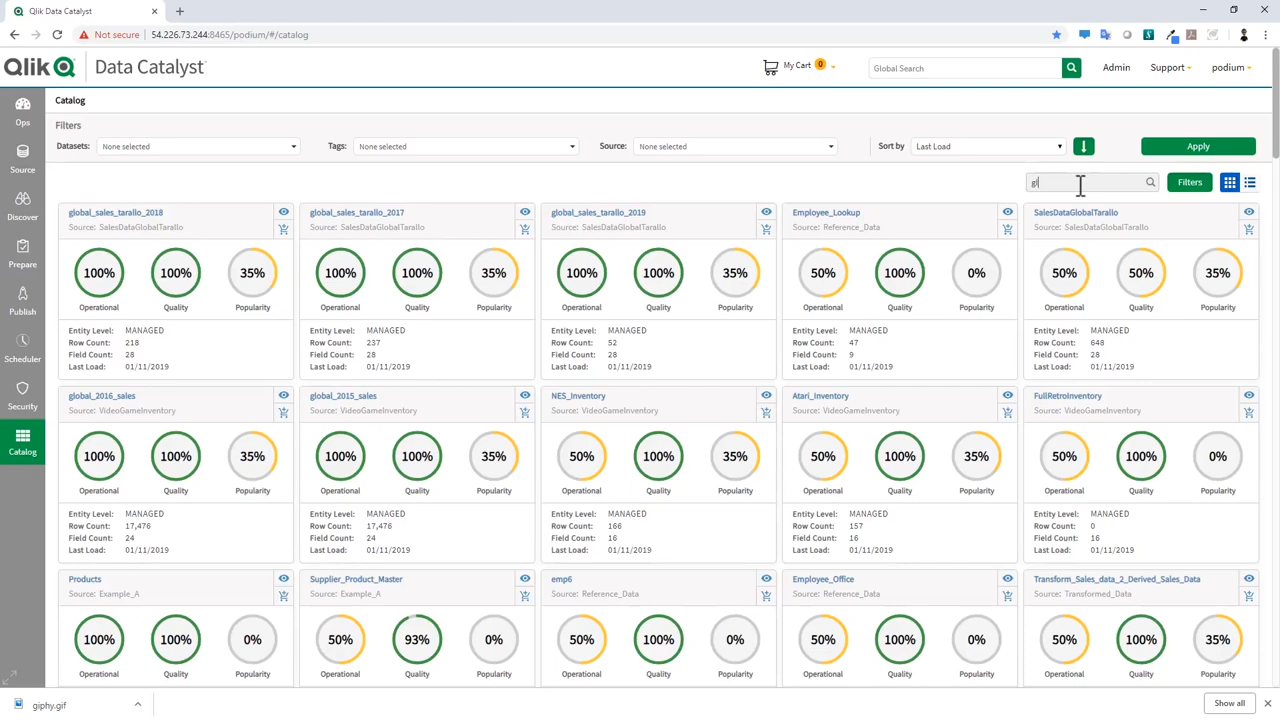 Qlik Data Catalyst
Not secure | 54.226.73.244:8465/podium/#/catalog
Qlik Data Catalyst
My Cart 0
Global Search
Admin
Support
podium
Ops
Source
Discover
Prepare
Publish
Scheduler
Security
Catalog
Catalog
Filters
Datasets: None selected
Tags: None selected
Source: None selected
Sort by Last Load
Apply
gl
Filters
global_sales_tarallo_2018
Source: SalesDataGlobalTarallo
100% 100% 35%
Operational Quality Popularity
Entity Level: MANAGED
Row Count: 218
Field Count: 28
Last Load: 01/11/2019
global_sales_tarallo_2017
Source: SalesDataGlobalTarallo
100% 100% 35%
Operational Quality Popularity
Entity Level: MANAGED
Row Count: 237
Field Count: 28
Last Load: 01/11/2019
global_sales_tarallo_2019
Source: SalesDataGlobalTarallo
100% 100% 35%
Operational Quality Popularity
Entity Level: MANAGED
Row Count: 52
Field Count: 28
Last Load: 01/11/2019
Employee_Lookup
Source: Reference_Data
50% 100% 0%
Operational Quality Popularity
Entity Level: MANAGED
Row Count: 47
Field Count: 9
Last Load: 01/11/2019
SalesDataGlobalTarallo
Source: SalesDataGlobalTarallo
50% 50% 35%
Operational Quality Popularity
Entity Level: MANAGED
Row Count: 648
Field Count: 28
Last Load: 01/11/2019
global_2016_sales
Source: VideoGameInventory
100% 100% 35%
Operational Quality Popularity
Entity Level: MANAGED
Row Count: 17,476
Field Count: 24
Last Load: 01/11/2019
global_2015_sales
Source: VideoGameInventory
100% 100% 35%
Operational Quality Popularity
Entity Level: MANAGED
Row Count: 17,476
Field Count: 24
Last Load: 01/11/2019
NES_Inventory
Source: VideoGameInventory
50% 100% 35%
Operational Quality Popularity
Entity Level: MANAGED
Row Count: 166
Field Count: 16
Last Load: 01/11/2019
Atari_Inventory
Source: VideoGameInventory
50% 100% 35%
Operational Quality Popularity
Entity Level: MANAGED
Row Count: 157
Field Count: 16
Last Load: 01/11/2019
FullRetroInventory
Source: VideoGameInventory
50% 100% 0%
Operational Quality Popularity
Entity Level: MANAGED
Row Count: 0
Field Count: 16
Last Load: 01/11/2019
Products
Source: Example_A
100% 100% 0%
Operational Quality Popularity
Supplier_Product_Master
Source: Example_A
50% 93% 0%
Operational Quality Popularity
emp6
Source: Reference_Data
50% 100% 0%
Operational Quality Popularity
Employee_Office
Source: Reference_Data
50% 100% 0%
Operational Quality Popularity
Transform_Sales_data_2_Derived_Sales_Data
Source: Transformed_Data
50% 100% 35%
Operational Quality Popularity
giphy.gif
Show all